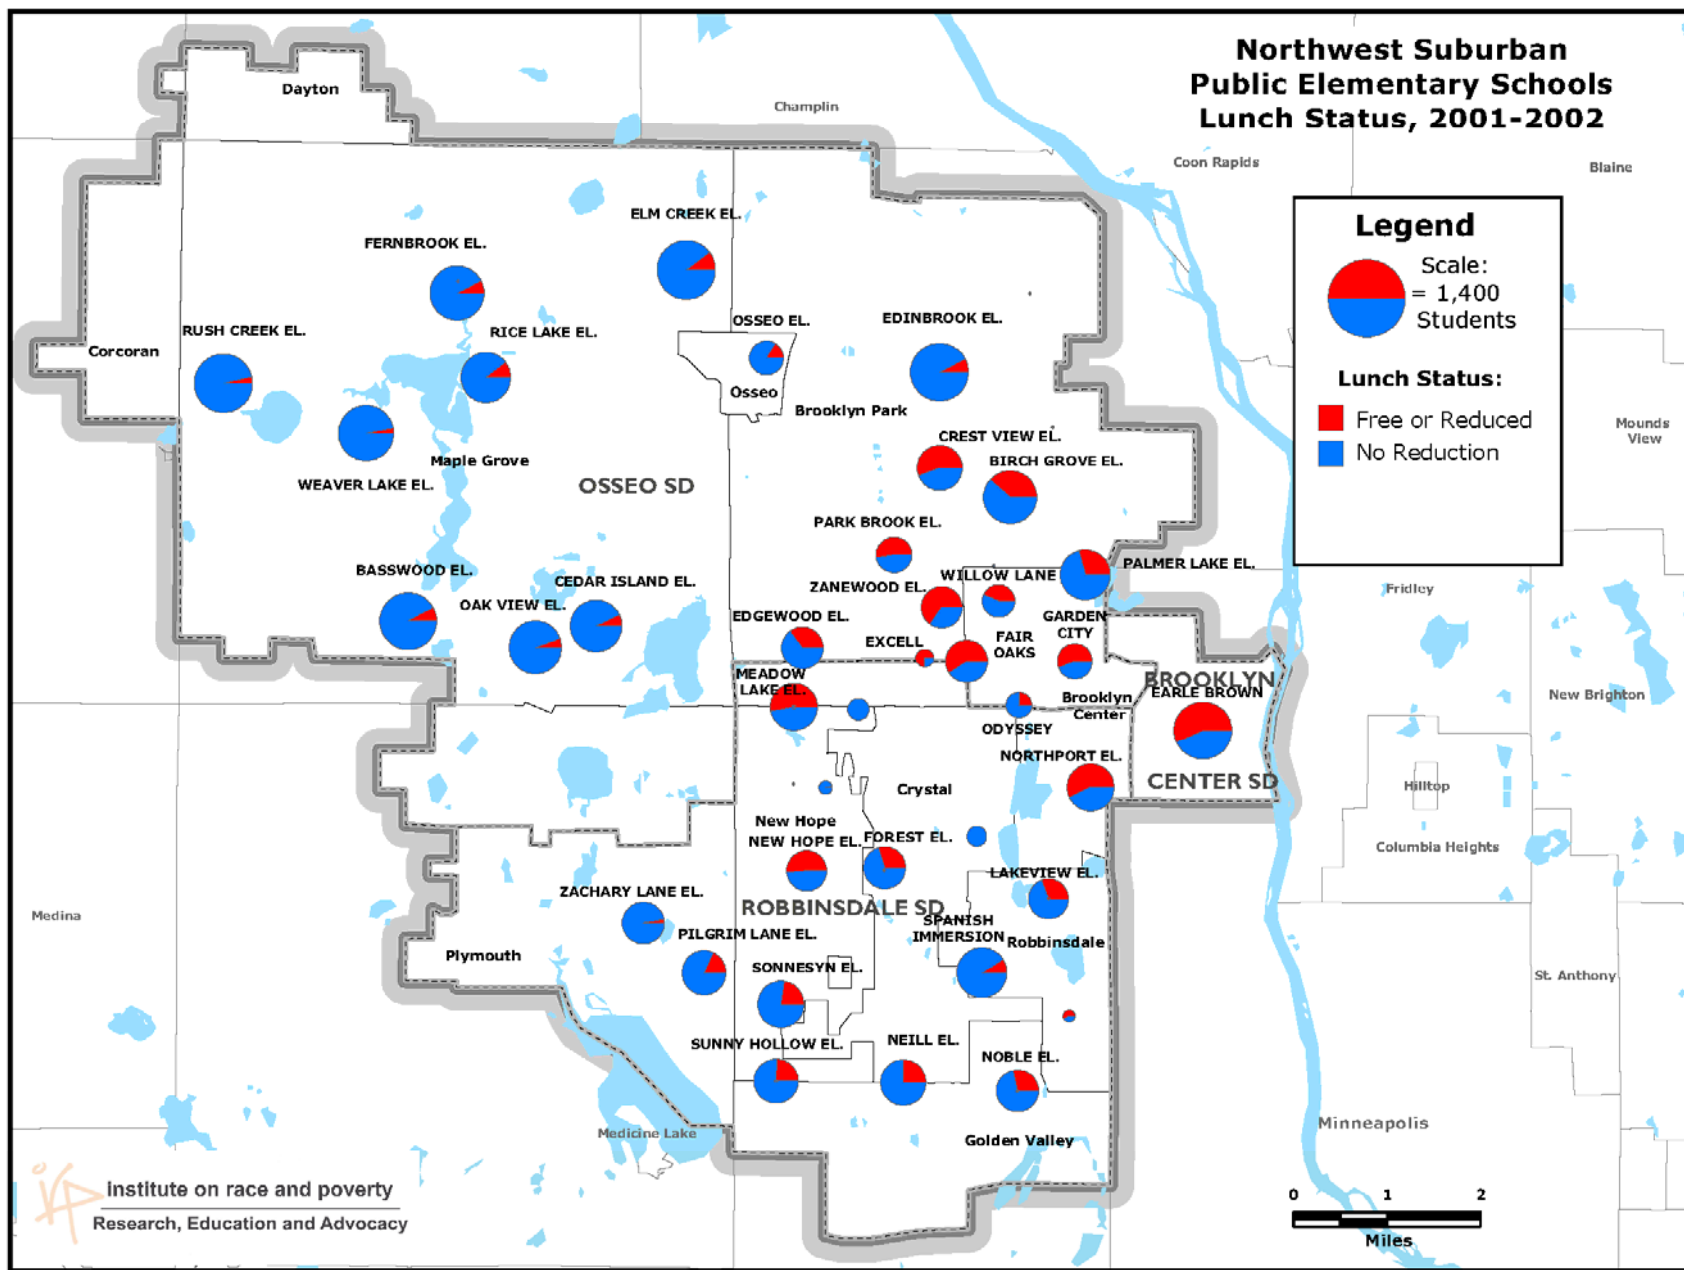 Northwest Suburban
Public Elementary Schools
Lunch Status, 2001-2002
Dayton
Champlin
Coon Rapids
Blaine
Legend
Scale:
= 1,400
Students
Lunch Status:
Free or Reduced
No Reduction
ELM CREEK EL.
FERNBROOK EL.
RUSH CREEK EL.
RICE LAKE EL.
OSSEO EL.
EDINBROOK EL.
Corcoran
Osseo
Brooklyn Park
Mounds
View
CREST VIEW EL.
BIRCH GROVE EL.
Maple Grove
WEAVER LAKE EL.
OSSEO SD
PARK BROOK EL.
BASSWOOD EL.
CEDAR ISLAND EL.
OAK VIEW EL.
ZANEWOOD EL.
WILLOW LANE
PALMER LAKE EL.
Fridley
EDGEWOOD EL.
GARDEN
CITY
EXCELL
FAIR
OAKS
MEADOW
LAKE EL.
BROOKLYN
EARLE BROWN
Brooklyn
Center
New Brighton
ODYSSEY
NORTHPORT EL.
CENTER SD
Hilltop
Crystal
New Hope
NEW HOPE EL.
FOREST EL.
Columbia Heights
LAKEVIEW EL.
ZACHARY LANE EL.
ROBBINSDALE SD
Medina
SPANISH
IMMERSION
Robbinsdale
PILGRIM LANE EL.
Plymouth
SONNESYN EL.
St. Anthony
SUNNY HOLLOW EL.
NEILL EL.
NOBLE EL.
Medicine Lake
Golden Valley
Minneapolis
irp
institute on race and poverty
Research, Education and Advocacy
0 1 2
Miles